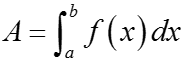 A = ∫_a^b f(x)dx